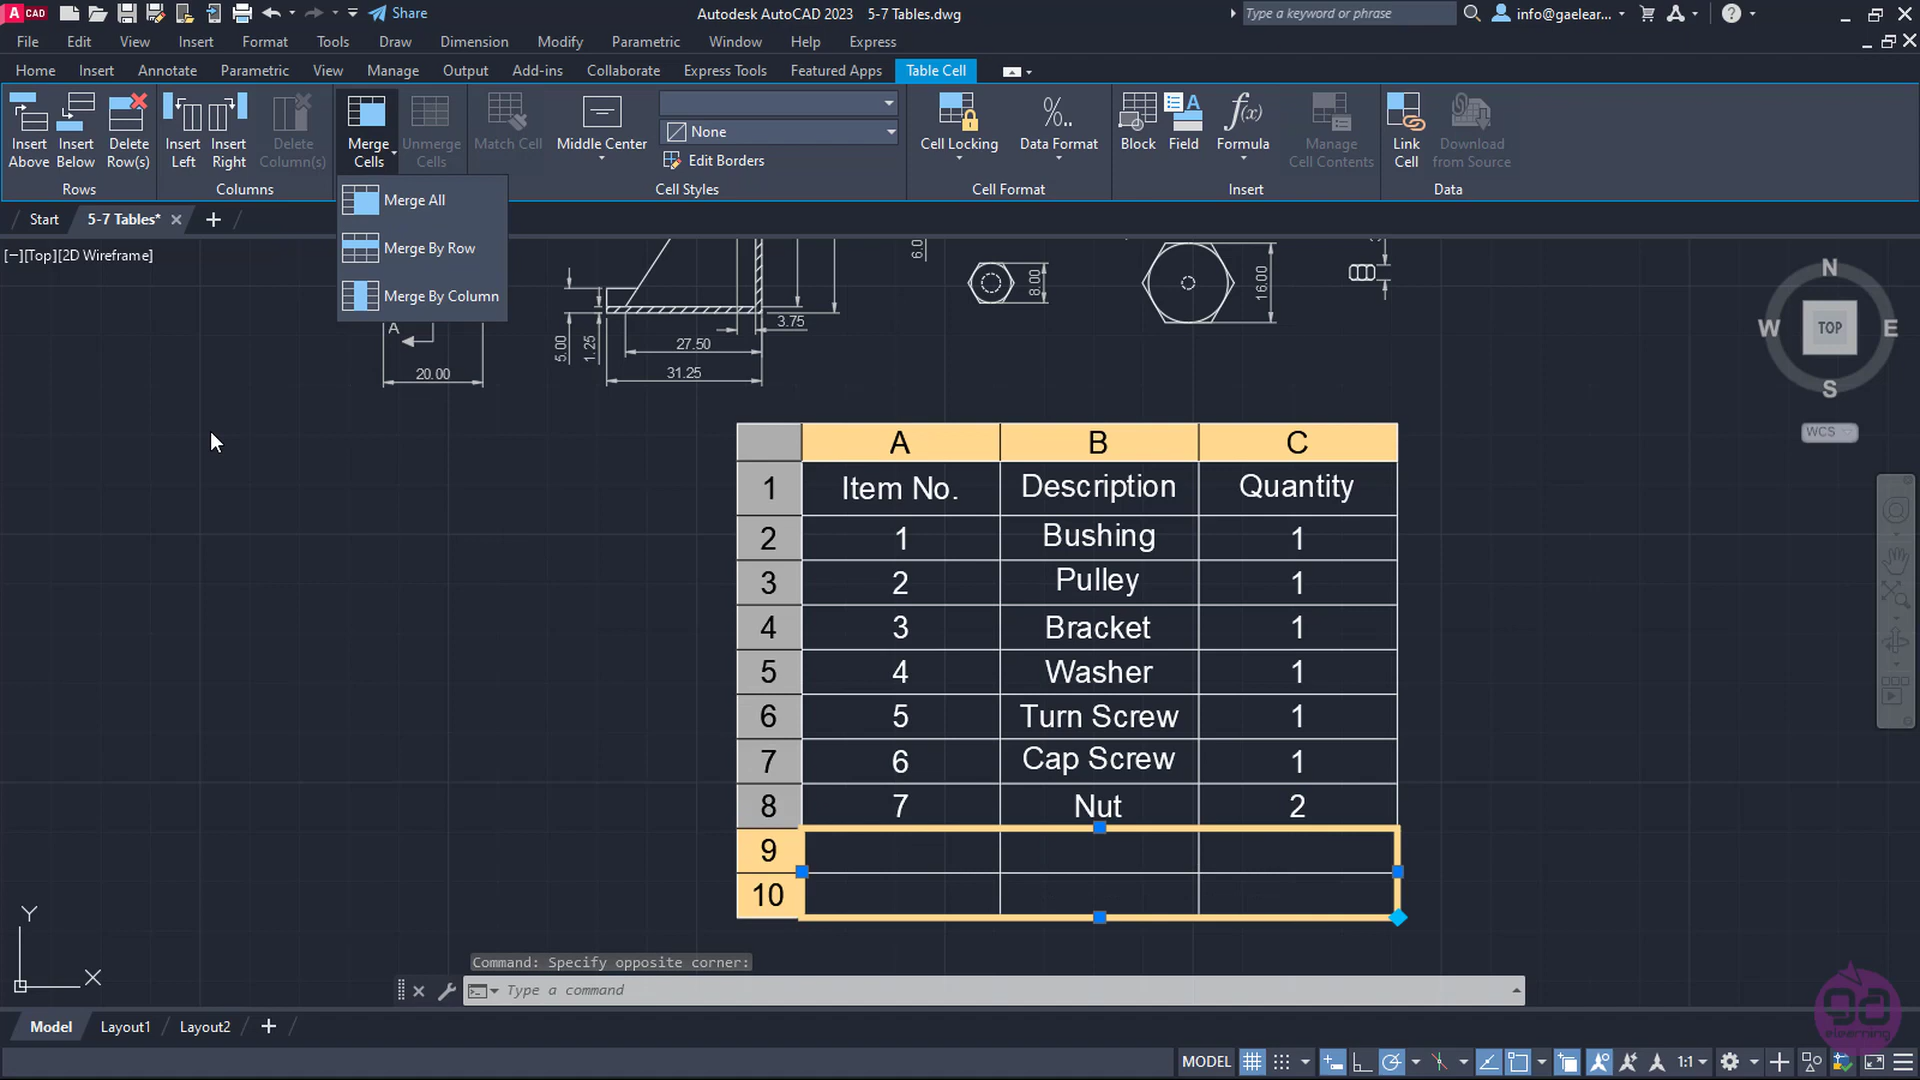 CAD
Share
Autodesk AutoCAD 2023 5-7 Tables.dwg
Type a keyword or phrase
info@gaelear...
File Edit View Insert Format Tools Draw Dimension Modify Parametric Window Help Express
Home Insert Annotate Parametric View Manage Output Add-ins Collaborate Express Tools Featured Apps Table Cell
Insert Above
Insert Below
Delete Row(s)
Insert Left
Insert Right
Delete Column(s)
Merge Cells
Unmerge Cells
Match Cell
Middle Center
None
Edit Borders
Cell Locking
Data Format
Block
Field
Formula
Manage Cell Contents
Link Cell
Download from Source
Rows
Columns
Cell Styles
Cell Format
Insert
Data
Merge All
Merge By Row
Merge By Column
Start
5-7 Tables*
[−][Top][2D Wireframe]
8.00
16.00
A
20.00
5.00
1.25
3.75
27.50
31.25
N
W TOP E
S
WCS
A B C
1 Item No. Description Quantity
2 1 Bushing 1
3 2 Pulley 1
4 3 Bracket 1
5 4 Washer 1
6 5 Turn Screw 1
7 6 Cap Screw 1
8 7 Nut 2
9
10
Y
X
Command: Specify opposite corner:
Type a command
Model Layout1 Layout2
MODEL
1:1
ga
elearning